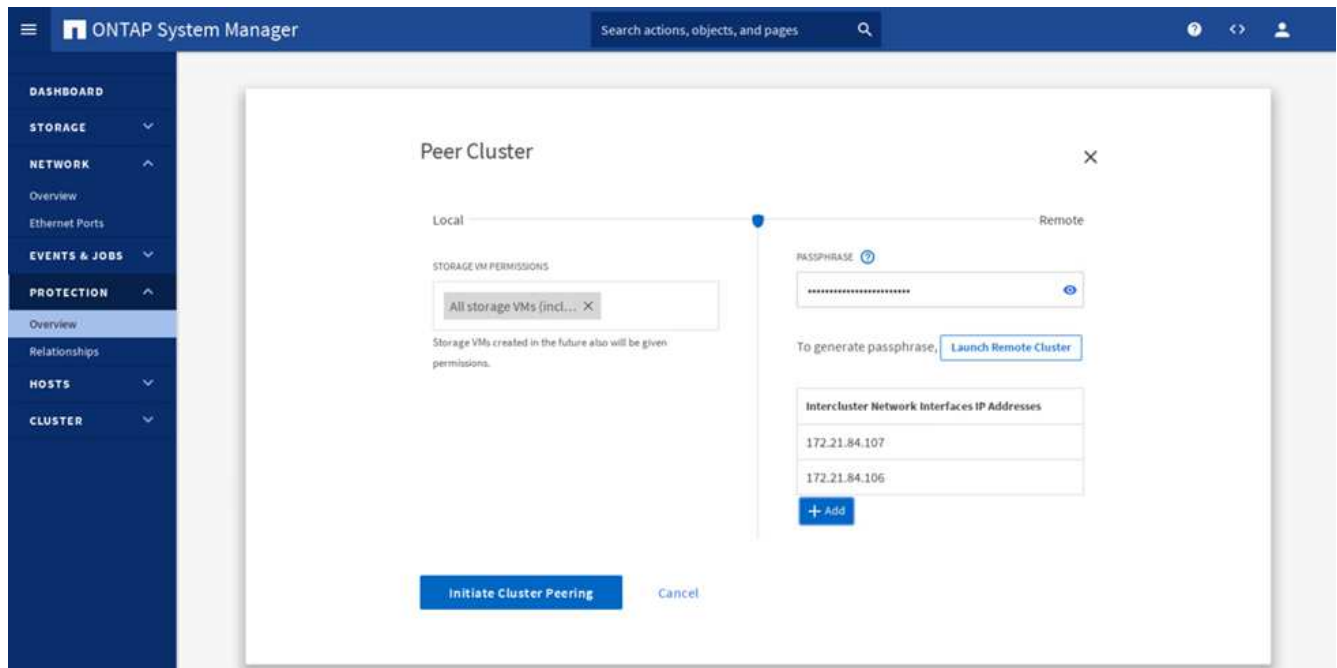 ONTAP System Manager
Search actions, objects, and pages
DASHBOARD
STORAGE
NETWORK
Overview
Ethernet Ports
EVENTS & JOBS
PROTECTION
Overview
Relationships
HOSTS
CLUSTER
Peer Cluster
Local
Remote
STORAGE VM PERMISSIONS
All storage VMs (incl...
Storage VMs created in the future also will be given
permissions.
PASSPHRASE
To generate passphrase, Launch Remote Cluster
Intercluster Network Interfaces IP Addresses
172.21.84.107
172.21.84.106
+ Add
Initiate Cluster Peering
Cancel